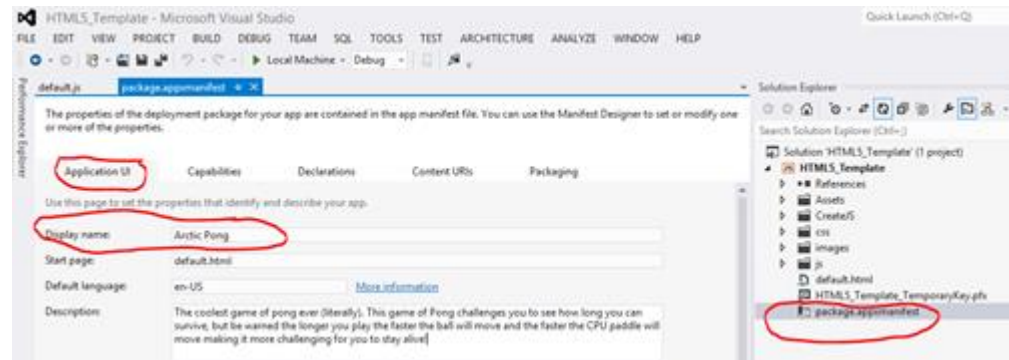 HTML5_Template - Microsoft Visual Studio
Quick Launch (Ctrl+Q)
FILE EDIT VIEW PROJECT BUILD DEBUG TEAM SQL TOOLS TEST ARCHITECTURE ANALYZE WINDOW HELP
Local Machine Debug
Performance Explorer
default.js package.appxmanifest
The properties of the deployment package for your app are contained in the app manifest file. You can use the Manifest Designer to set or modify one
or more of the properties.
Application UI Capabilities Declarations Content URIs Packaging
Use this page to set the properties that identify and describe your app.
Display name: Arctic Pong
Start page: default.html
Default language: en-US More information
Description: The coolest game of pong ever (literally). This game of Pong challenges you to see how long you can
survive, but be warned the longer you play the faster the ball will move and the faster the CPU paddle will
move making it more challenging for you to stay alive!
Solution Explorer
Search Solution Explorer (Ctrl+;)
Solution 'HTML5_Template' (1 project)
HTML5_Template
References
Assets
CreateJS
css
images
js
default.html
HTML5_Template_TemporaryKey.pfx
package.appxmanifest